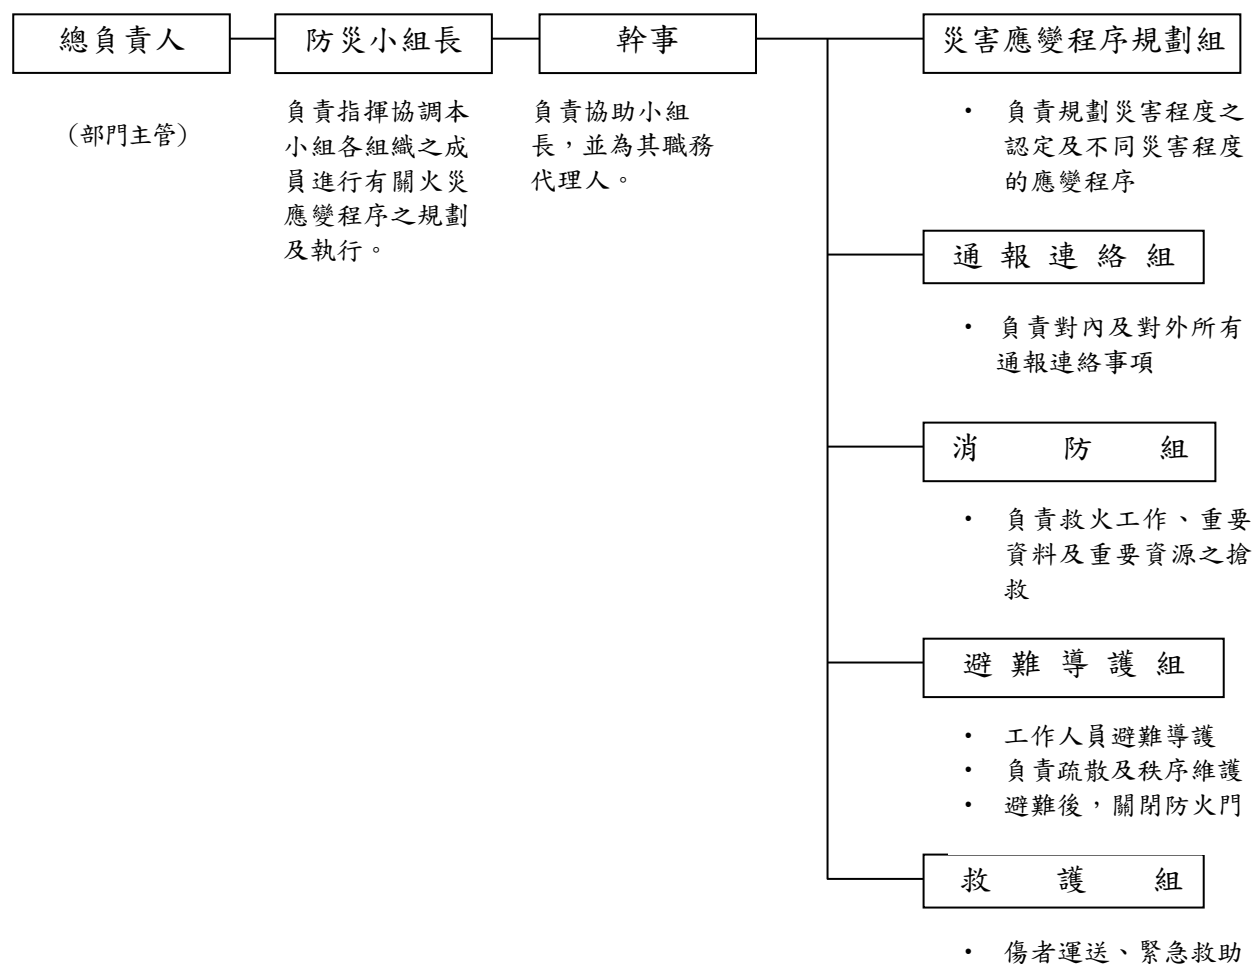 總負責人
(部門主管)
防災小組長
負責指揮協調本
小組各組織之成
員進行有關火災
應變程序之規劃
及執行。
幹事
負責協助小組
長，並為其職務
代理人。
災害應變程序規劃組
• 負責規劃災害程度之
認定及不同災害程度
的應變程序
通報連絡組
• 負責對內及對外所有
通報連絡事項
消防組
• 負責救火工作、重要
資料及重要資源之搶
救
避難導護組
• 工作人員避難導護
• 負責疏散及秩序維護
• 避難後，關閉防火門
救護組
• 傷者運送、緊急救助